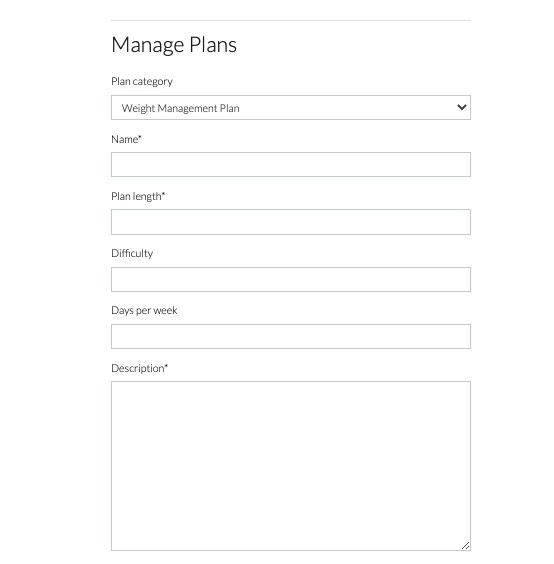 Manage Plans
Plan category
Weight Management Plan
Name*
Plan length*
Difficulty
Days per week
Description*